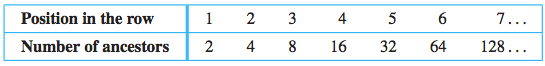 Position in the row 1 2 3 4 5 6 7...
Number of ancestors 2 4 8 16 32 64 128...